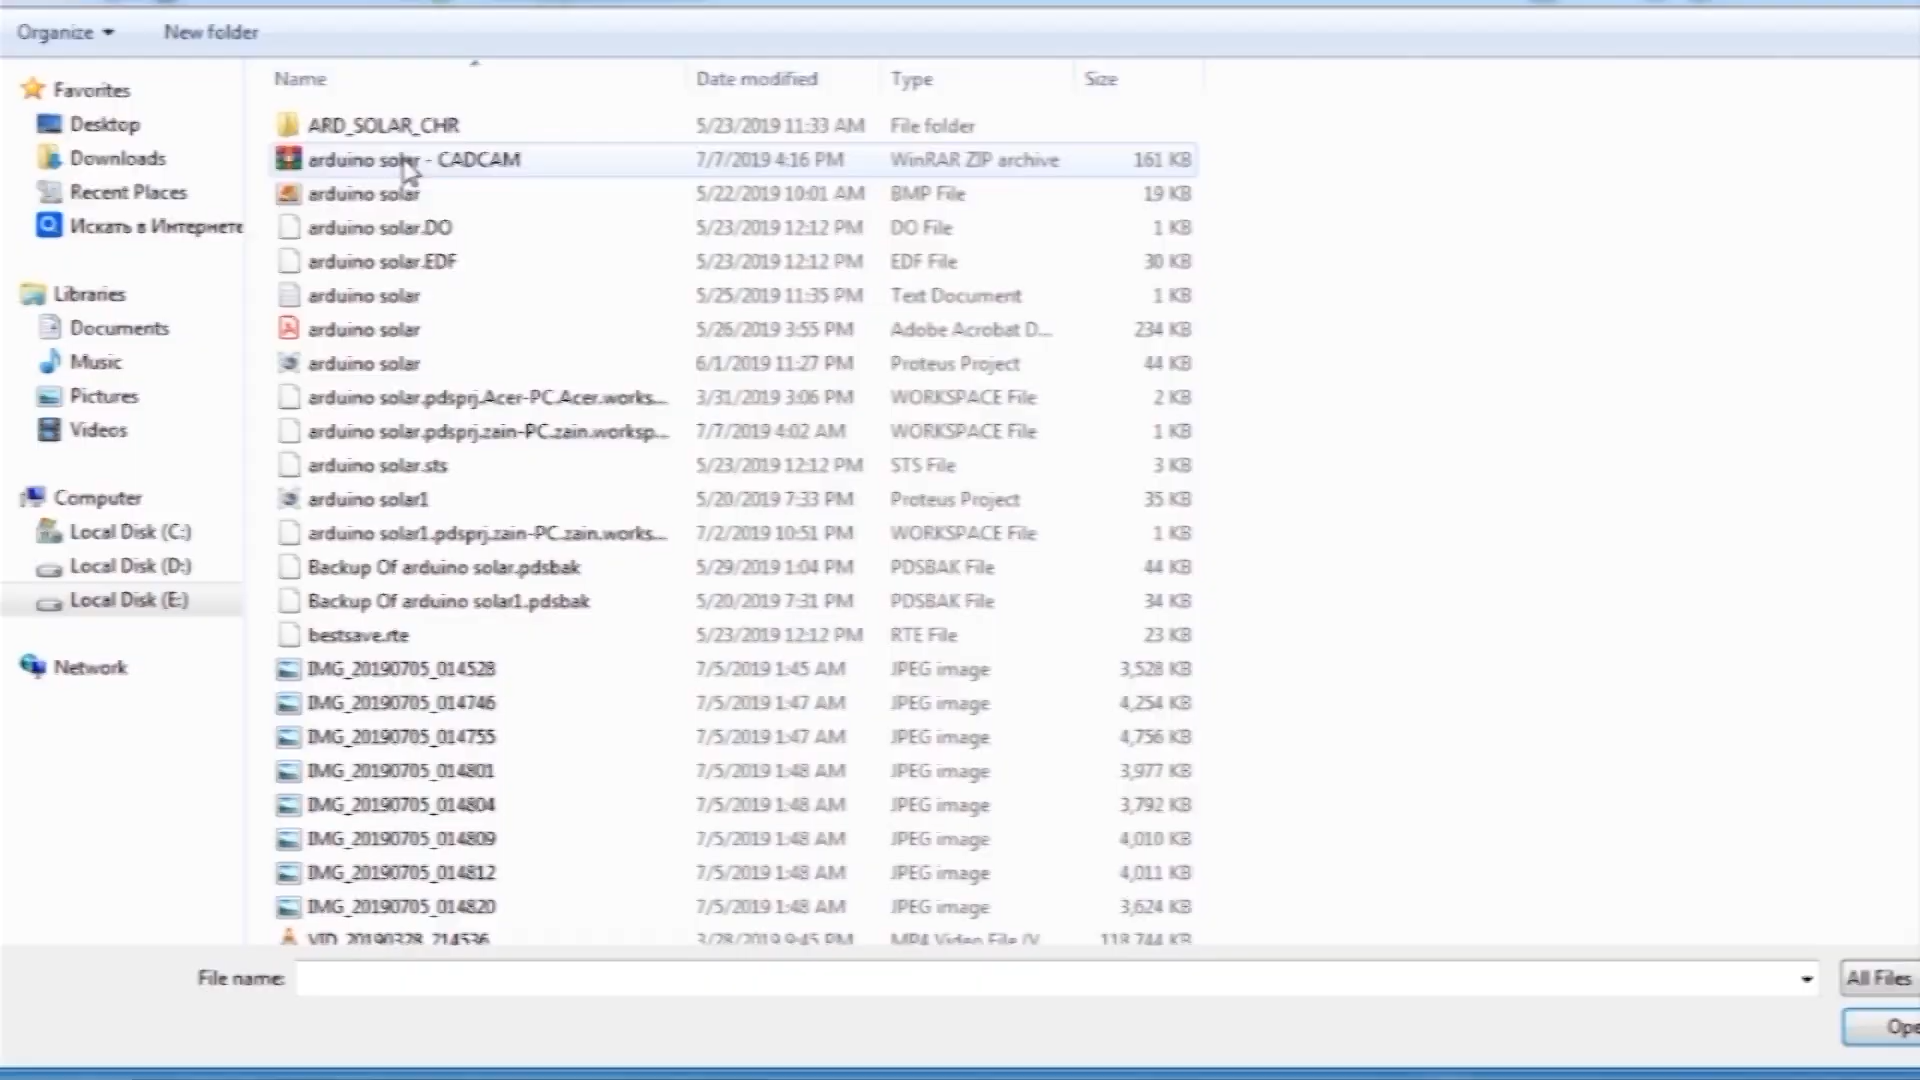 Organize New folder
Name Date modified Type Size
Favorites
Desktop
Downloads
Recent Places
Искать в Интернете
Libraries
Documents
Music
Pictures
Videos
Computer
Local Disk (C:)
Local Disk (D:)
Local Disk (E:)
Network
ARD_SOLAR_CHR 5/23/2019 11:33 AM File folder
arduino solar - CADCAM 7/7/2019 4:16 PM WinRAR ZIP archive 161 KB
arduino solar 5/22/2019 10:01 AM BMP File 19 KB
arduino solar.DO 5/23/2019 12:12 PM DO File 1 KB
arduino solar.EDF 5/23/2019 12:12 PM EDF File 30 KB
arduino solar 5/25/2019 11:35 PM Text Document 1 KB
arduino solar 5/26/2019 3:55 PM Adobe Acrobat D... 234 KB
arduino solar 6/1/2019 11:27 PM Proteus Project 44 KB
arduino solar.pdsprj.Acer-PC.Acer.works... 3/31/2019 3:06 PM WORKSPACE File 2 KB
arduino solar.pdsprj.zain-PC.zain.worksp... 7/7/2019 4:02 AM WORKSPACE File 1 KB
arduino solar.sts 5/23/2019 12:12 PM STS File 3 KB
arduino solar1 5/20/2019 7:33 PM Proteus Project 35 KB
arduino solar1.pdsprj.zain-PC.zain.works... 7/2/2019 10:51 PM WORKSPACE File 1 KB
Backup Of arduino solar.pdsbak 5/29/2019 1:04 PM PDSBAK File 44 KB
Backup Of arduino solar1.pdsbak 5/20/2019 7:31 PM PDSBAK File 34 KB
bestsave.rte 5/23/2019 12:12 PM RTE File 23 KB
IMG_20190705_014528 7/5/2019 1:45 AM JPEG image 3,528 KB
IMG_20190705_014746 7/5/2019 1:47 AM JPEG image 4,254 KB
IMG_20190705_014755 7/5/2019 1:47 AM JPEG image 4,756 KB
IMG_20190705_014801 7/5/2019 1:48 AM JPEG image 3,977 KB
IMG_20190705_014804 7/5/2019 1:48 AM JPEG image 3,792 KB
IMG_20190705_014809 7/5/2019 1:48 AM JPEG image 4,010 KB
IMG_20190705_014812 7/5/2019 1:48 AM JPEG image 4,011 KB
IMG_20190705_014820 7/5/2019 1:48 AM JPEG image 3,624 KB
VID_20190328_214536 3/28/2019 9:45 PM MP4 Video File (V 118,744 KB
File name: All Files
Ope